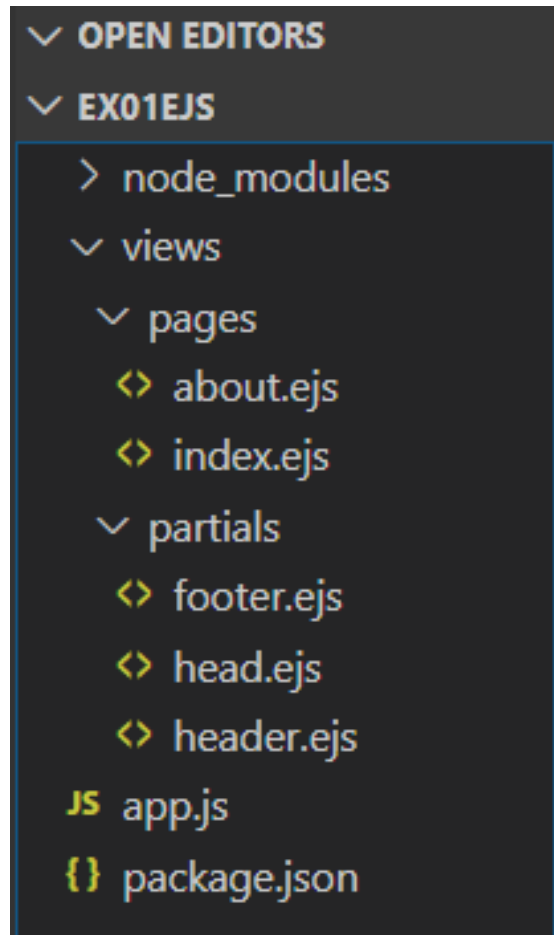 OPEN EDITORS
EX01EJS
node_modules
views
pages
<> about.ejs
<> index.ejs
partials
<> footer.ejs
<> head.ejs
<> header.ejs
JS app.js
{} package.json